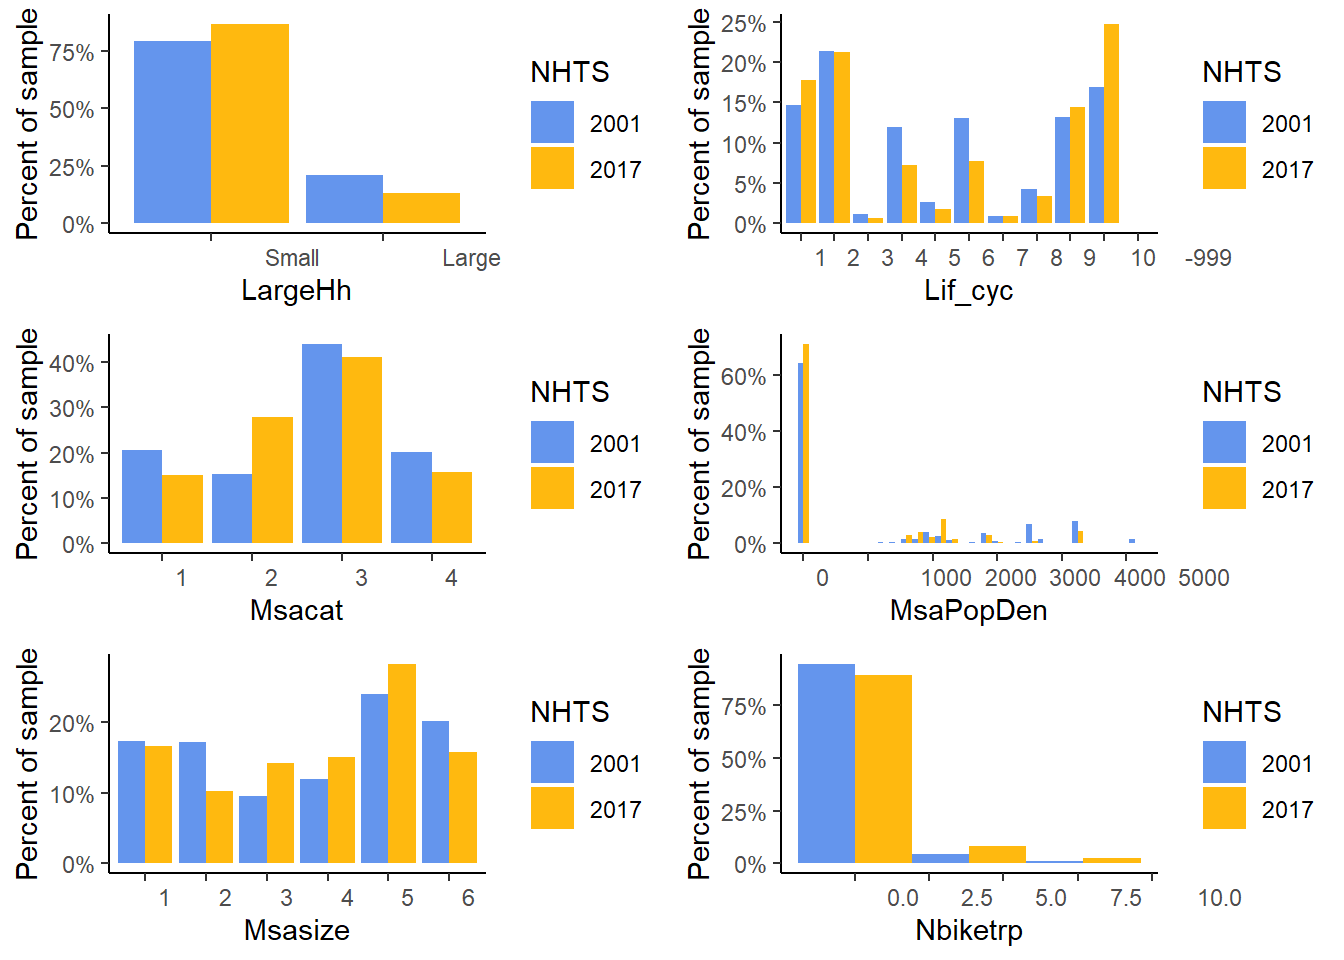 Percent of sample
75%
50%
25%
0%
Small Large
LargeHh
NHTS
2001
2017
Percent of sample
25%
20%
15%
10%
5%
0%
1 2 3 4 5 6 7 8 9 10 -999
Lif_cyc
NHTS
2001
2017
Percent of sample
40%
30%
20%
10%
0%
1 2 3 4
Msacat
NHTS
2001
2017
Percent of sample
60%
40%
20%
0%
0 1000 2000 3000 4000 5000
MsaPopDen
NHTS
2001
2017
Percent of sample
20%
10%
0%
1 2 3 4 5 6
Msasize
NHTS
2001
2017
Percent of sample
75%
50%
25%
0%
0.0 2.5 5.0 7.5 10.0
Nbiketrp
NHTS
2001
2017